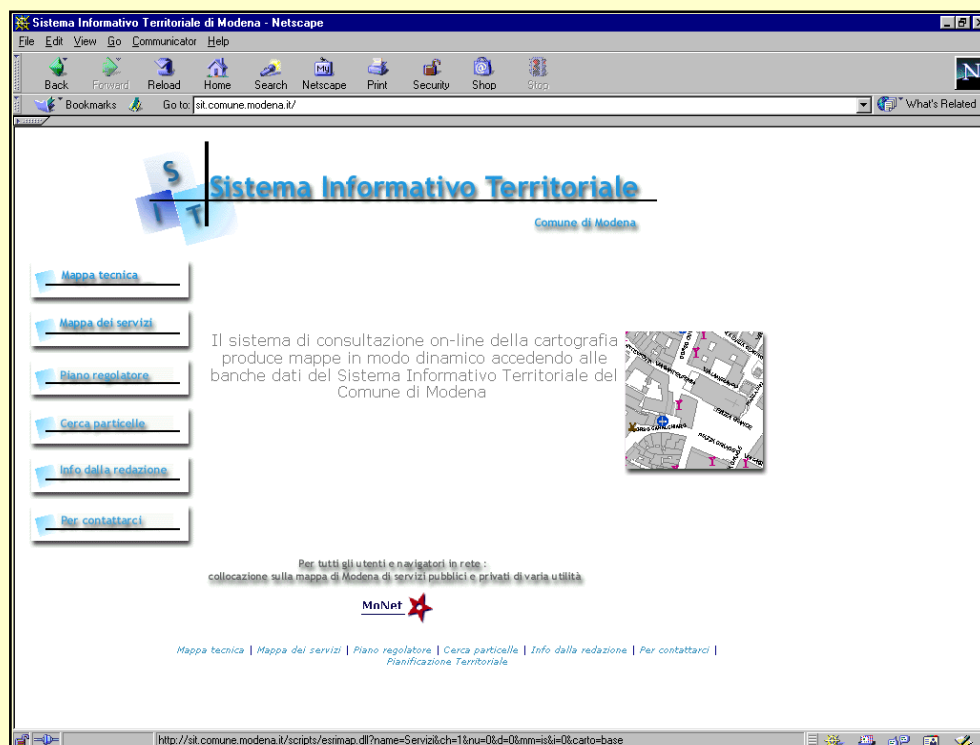 Sistema Informativo Territoriale di Modena - Netscape
File Edit View Go Communicator Help
Back Forward Reload Home Search Netscape Print Security Shop Stop
My
N
Bookmarks Go to: sit.comune.modena.it/ What's Related
S
I T
Sistema Informativo Territoriale
Comune di Modena
Mappa tecnica
Mappa dei servizi
Piano regolatore
Cerca particelle
Info dalla redazione
Per contattarci
Il sistema di consultazione on-line della cartografia
produce mappe in modo dinamico accedendo alle
banche dati del Sistema Informativo Territoriale del
Comune di Modena
Per tutti gli utenti e navigatori in rete :
collocazione sulla mappa di Modena di servizi pubblici e privati di varia utilità
MoNet
Mappa tecnica | Mappa dei servizi | Piano regolatore | Cerca particelle | Info dalla redazione | Per contattarci |
Pianificazione Territoriale
http://sit.comune.modena.it/scripts/esrimap.dll?name=Servizi&ch=1&nu=0&d=0&mm=is&i=0&carto=base